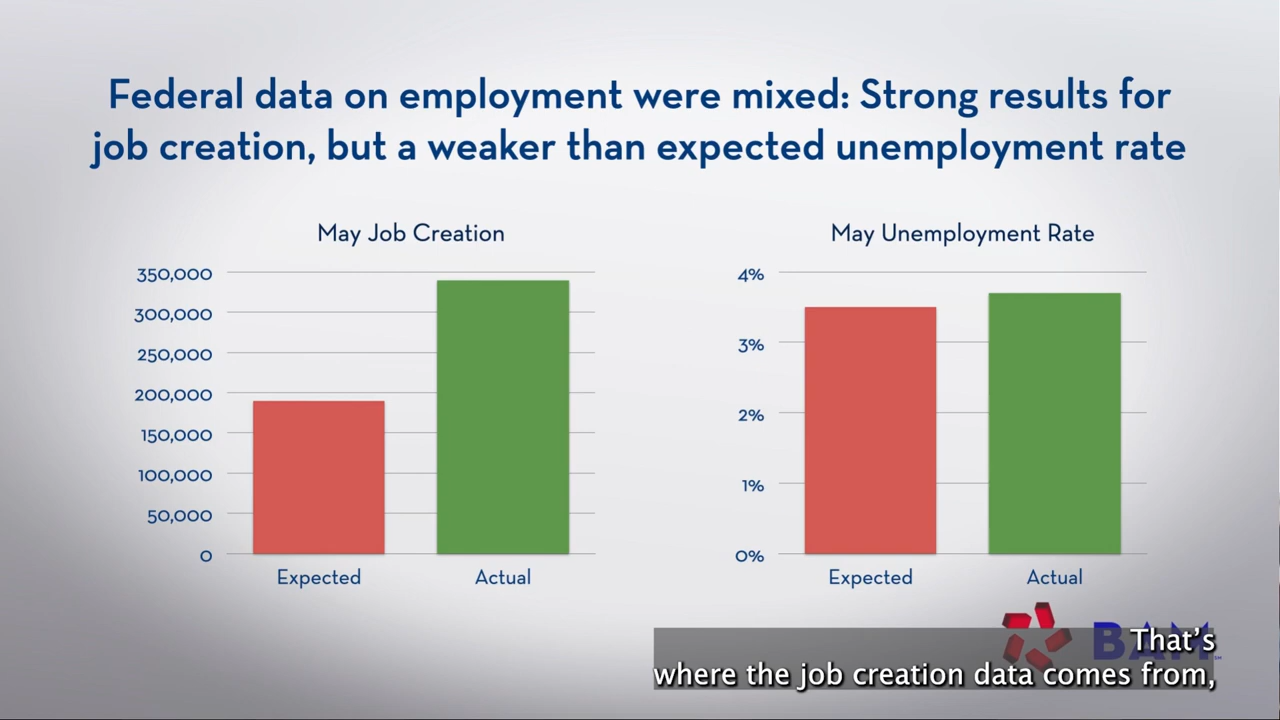 Federal data on employment were mixed: Strong results for
job creation, but a weaker than expected unemployment rate
May Job Creation
350,000
300,000
250,000
200,000
150,000
100,000
50,000
0
Expected
Actual
May Unemployment Rate
4%
3%
2%
1%
0%
Expected
Actual
BAM
That's
where the job creation data comes from,